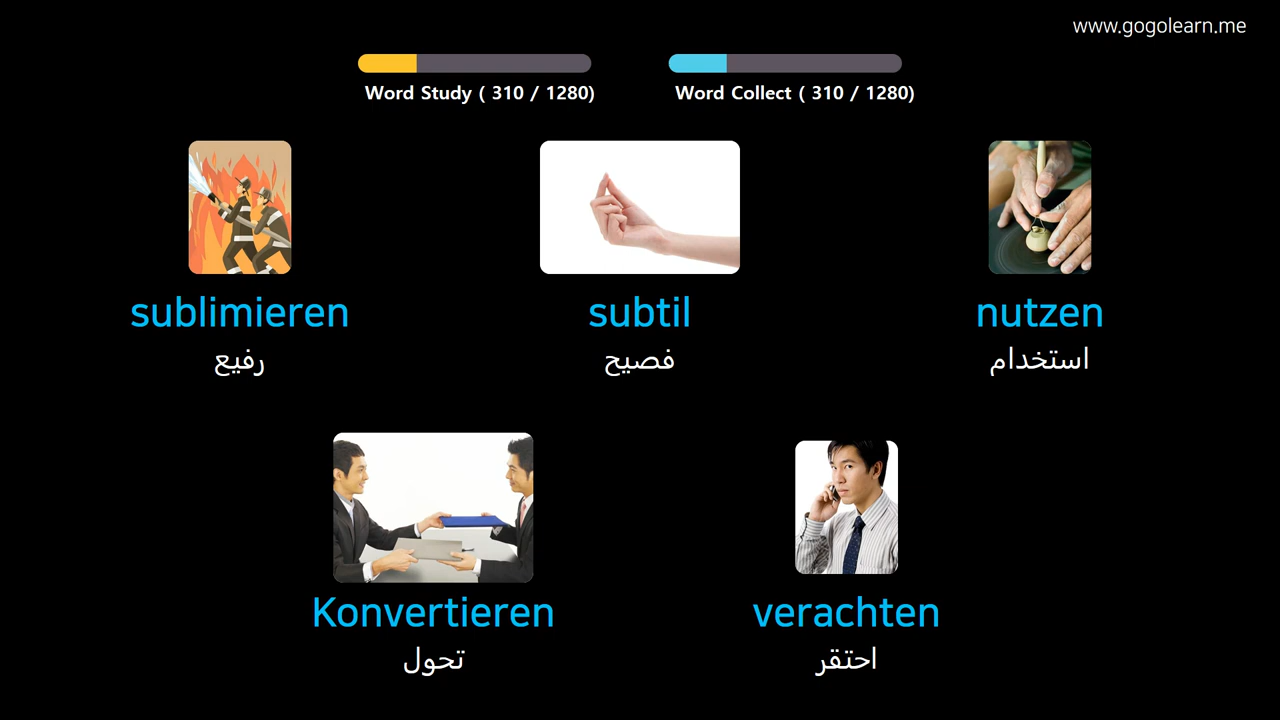 www.gogolearn.me
Word Study ( 310 / 1280)
Word Collect ( 310 / 1280)
sublimieren
رفيع
subtil
فصيح
nutzen
استخدام
Konvertieren
تحول
verachten
احتقر